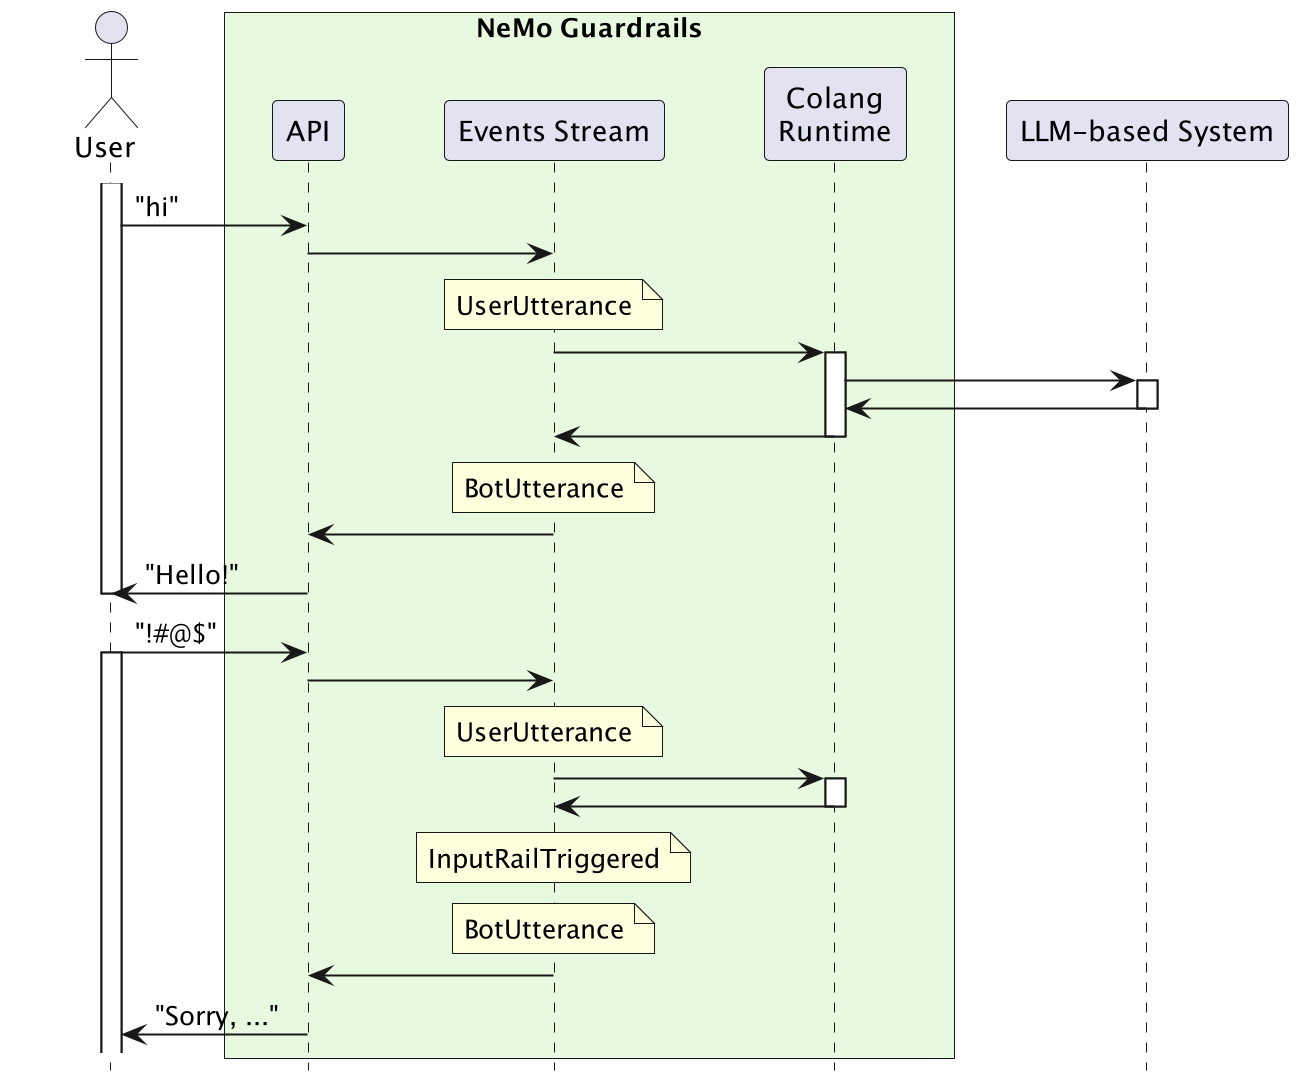 NeMo Guardrails
User
API
Events Stream
Colang
Runtime
LLM-based System
"hi"
UserUtterance
BotUtterance
"Hello!"
"!#@$"
UserUtterance
InputRailTriggered
BotUtterance
"Sorry, ..."